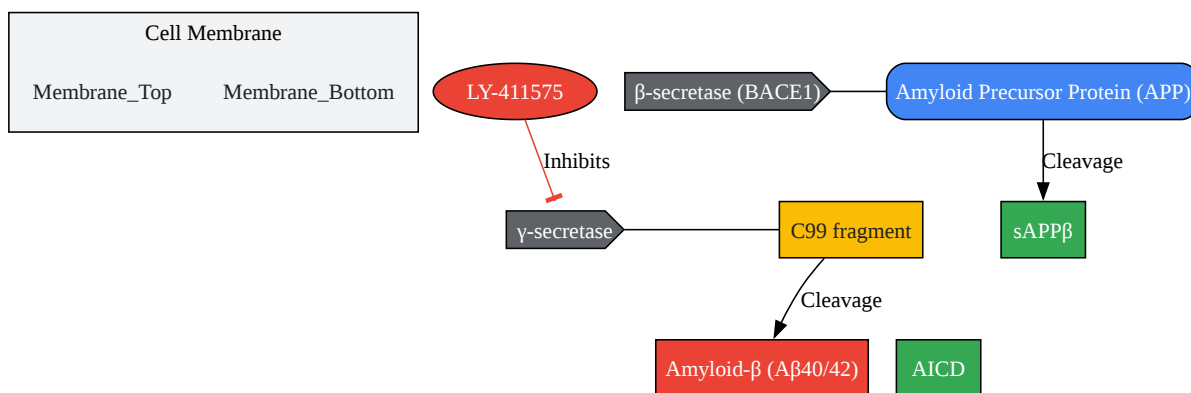 Cell Membrane
Membrane_Top
Membrane_Bottom
LY-411575
β-secretase (BACE1)
Amyloid Precursor Protein (APP)
Inhibits
Cleavage
γ-secretase
C99 fragment
sAPPβ
Cleavage
Amyloid-β (Aβ40/42)
AICD